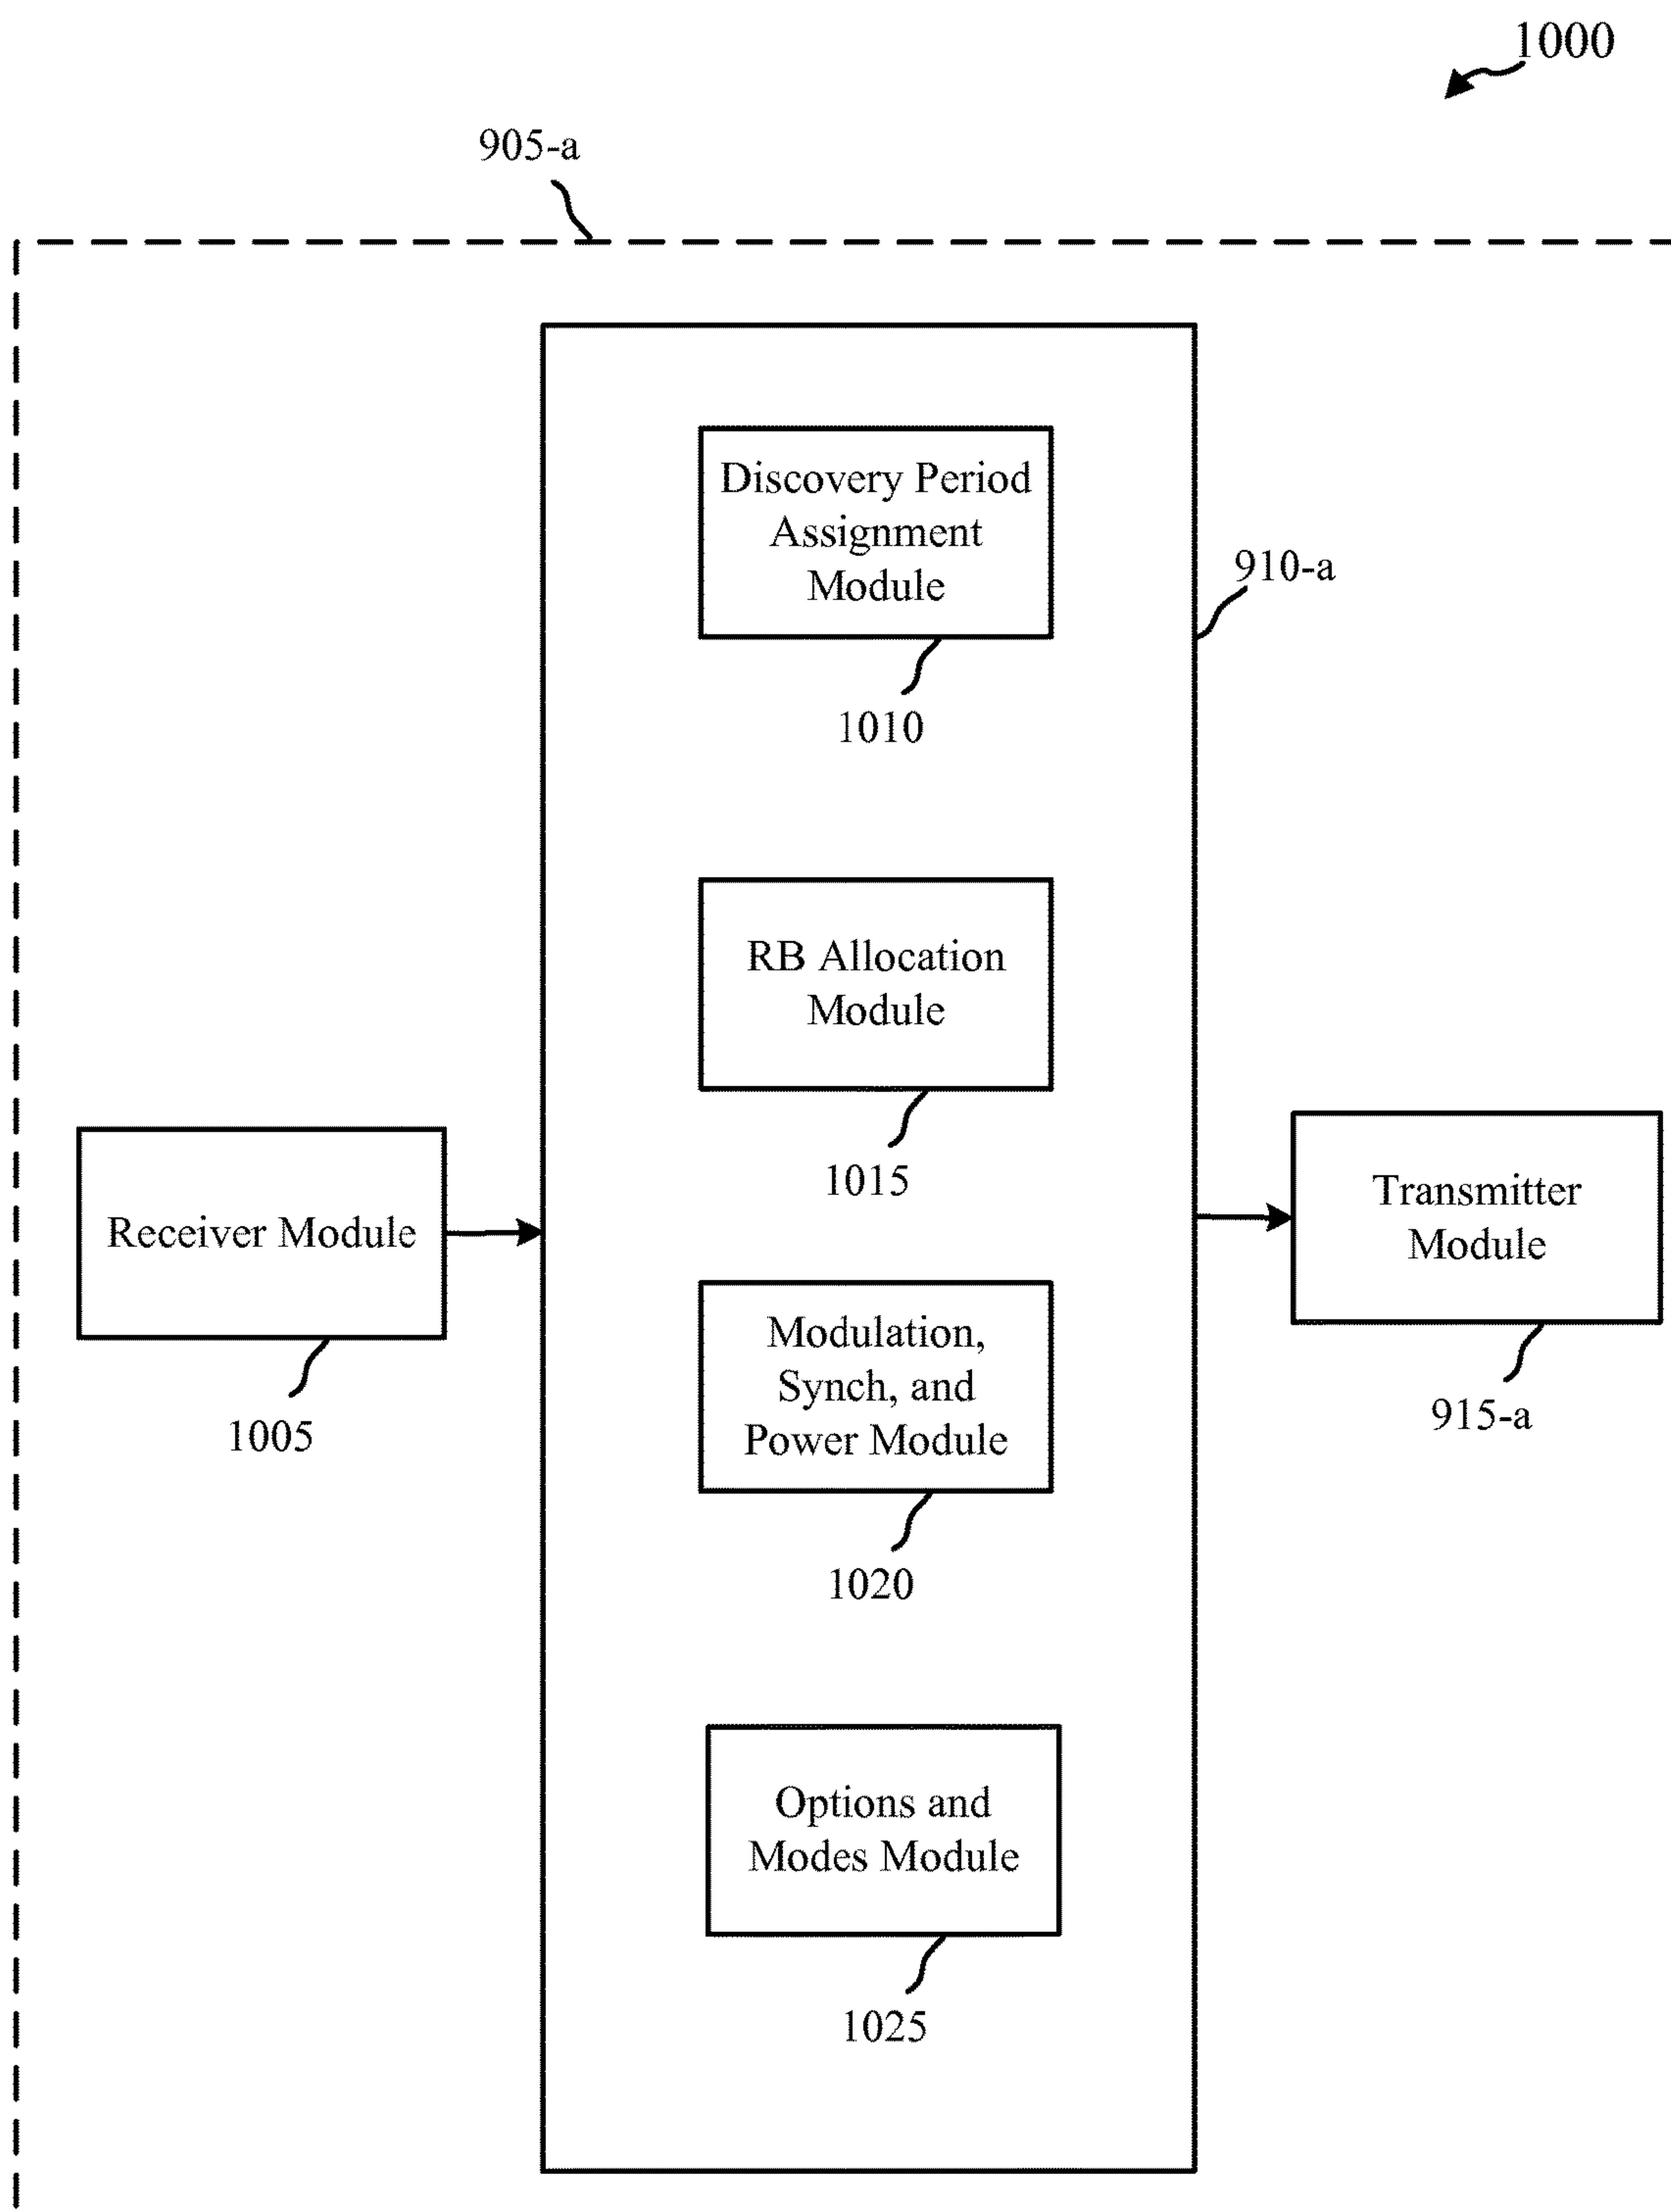 1000
905-a
Discovery Period
Assignment
Module
910-a
1010
RB Allocation
Module
1015
Receiver Module
1005
Transmitter
Module
915-a
Modulation,
Synch, and
Power Module
1020
Options and
Modes Module
1025